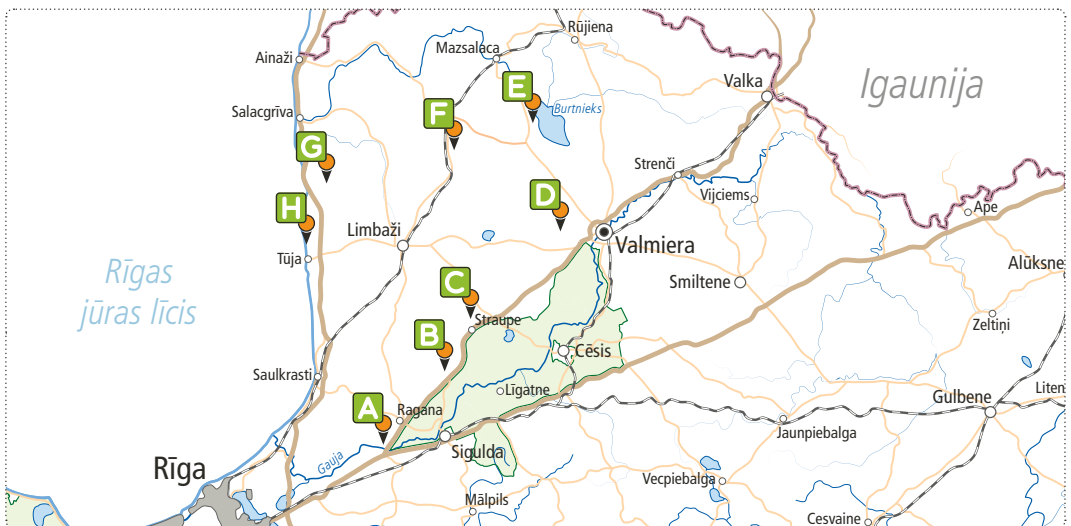 Rūjiena
Mazsalaca
Ainaži
Valka
Igaunija
E
Burtnieks
Salacgrīva
F
G
Strenči
D
Vijciems
H
Ape
Limbaži
Valmiera
Tūja
Rīgas
jūras līcis
Alūksne
Smiltene
C
Straupe
Zeltiņi
B
Cēsis
Saulkrasti
Līgatne
Liten
A
Ragana
Gulbene
Jaunpiebalga
Sigulda
Gauja
Rīga
Vecpiebalga
Mālpils
Cesvaine